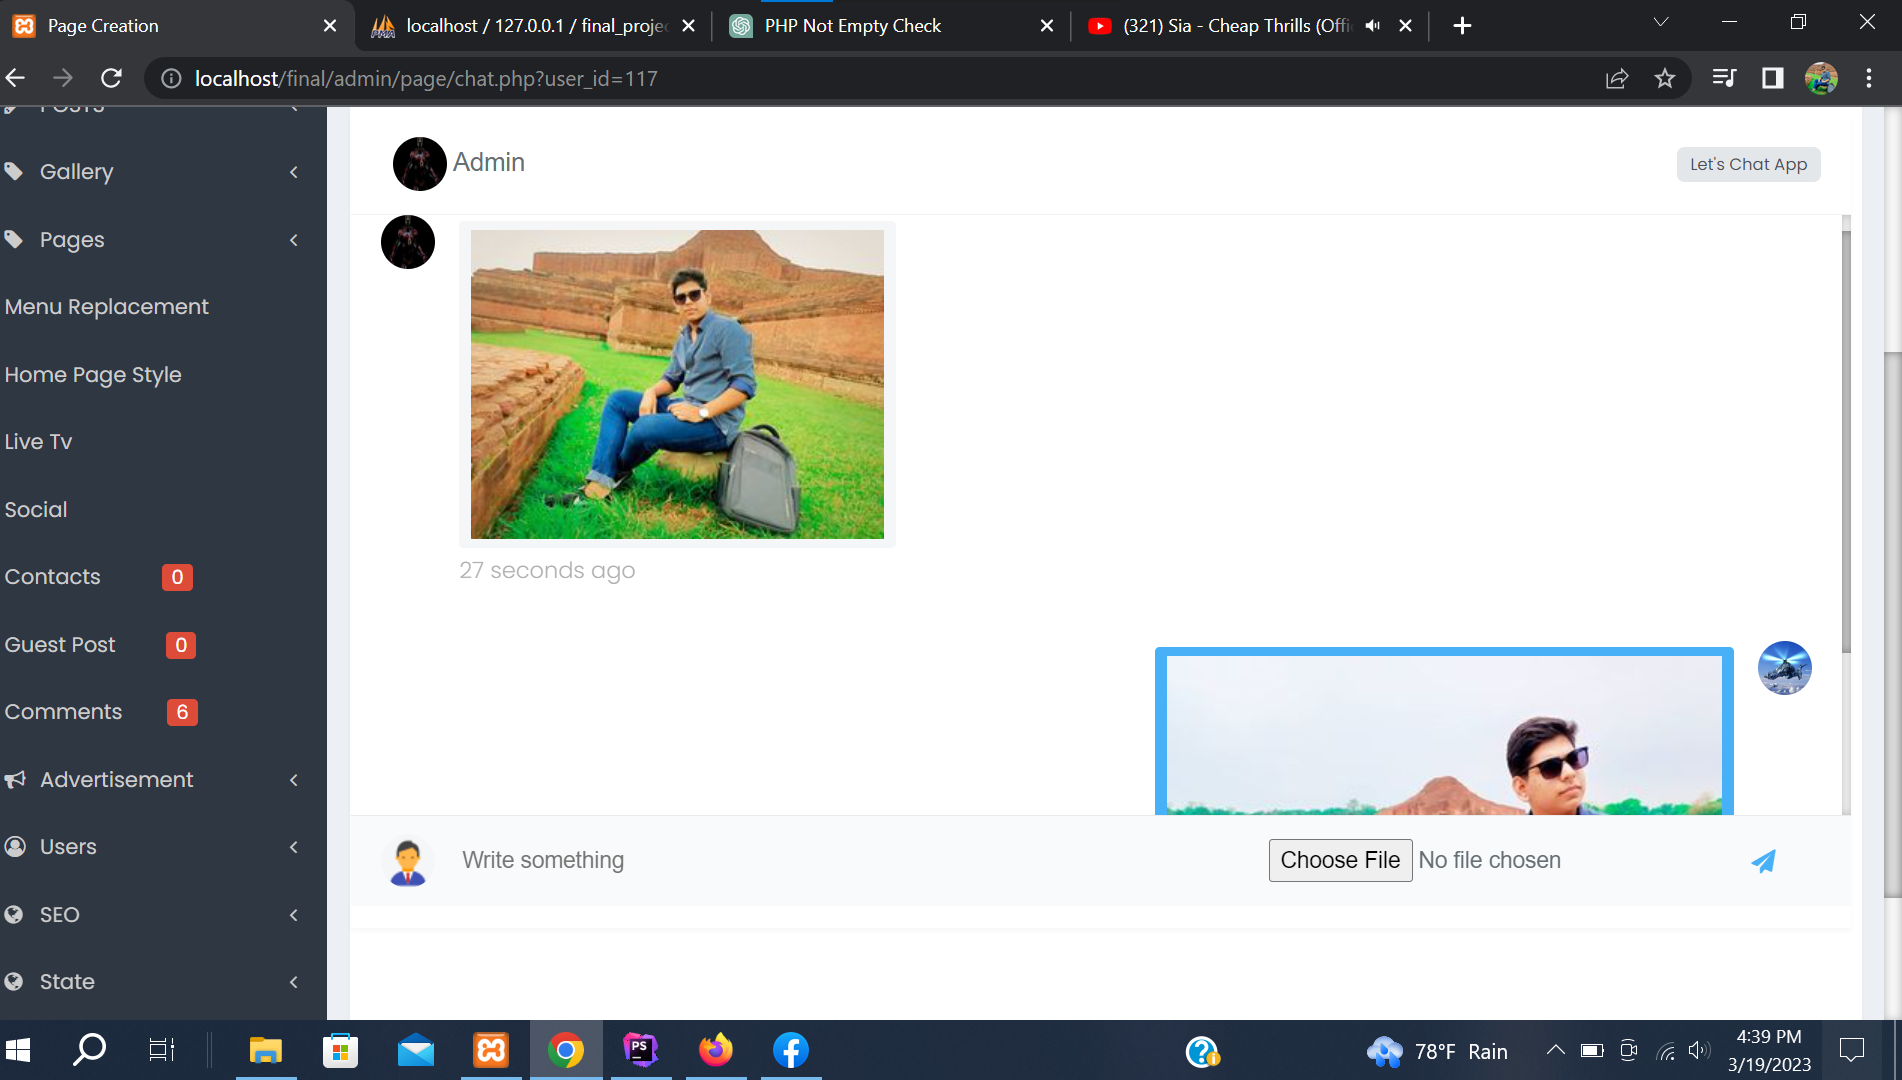 Page Creation
localhost / 127.0.0.1 / final_proje
PHP Not Empty Check
(321) Sia - Cheap Thrills (Offi
localhost/final/admin/page/chat.php?user_id=117
POSTS
Gallery
Pages
Menu Replacement
Home Page Style
Live Tv
Social
Contacts 0
Guest Post 0
Comments 6
Advertisement
Users
SEO
State
Admin
Let's Chat App
27 seconds ago
Write something
Choose File No file chosen
PS
78°F Rain
4:39 PM
3/19/2023